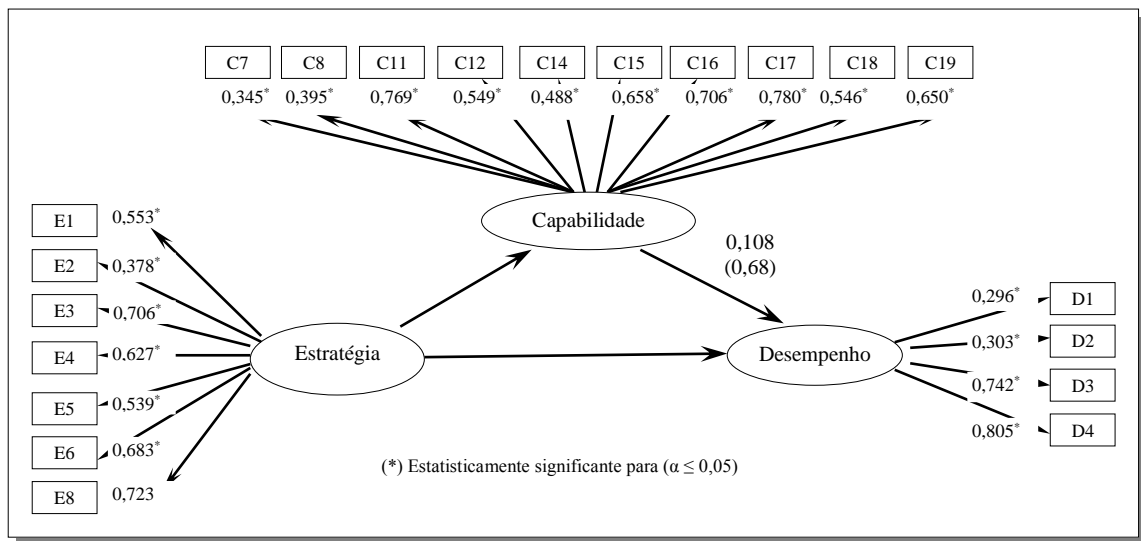 C7 C8 C11 C12 C14 C15 C16 C17 C18 C19
0,345* 0,395* 0,769* 0,549* 0,488* 0,658* 0,706* 0,780* 0,546* 0,650*
Capabilidade
0,108
(0,68)
E1 0,553*
E2 0,378*
E3 0,706*
E4 0,627*
E5 0,539*
E6 0,683*
E8 0,723
Estratégia
Desempenho
0,296* D1
0,303* D2
0,742* D3
0,805* D4
(*) Estatisticamente significante para (α ≤ 0,05)